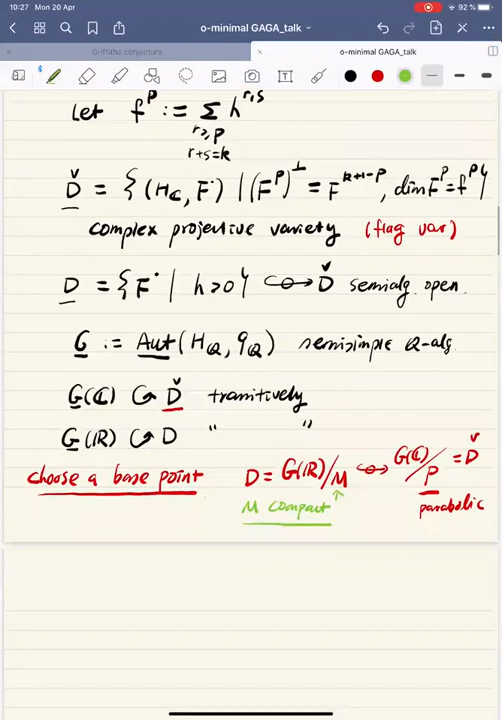 10:27 Mon 20 Apr 92 %
o-minimal GAGA_talk
Griffiths conjecture
o-minimal GAGA_talk
Let f^p := Σ h^{r,s}
r≥p
r+s=k
Ď = { (H_ℂ, F^•) | (F^p)^⊥ = F^{k+1-p}, dim F^p = f^p }
complex projective variety (flag var)
D = { F^• | h>0 } ↪ Ď semialg. open.
G := Aut(H_ℚ, q_ℚ) semisimple ℚ-alg.
G(ℂ) ↻ Ď transitively
G(ℝ) ↻ D " "
choose a base point D = G(ℝ)/M ↪ G(ℂ)/P = Ď
M compact ↑ parabolic